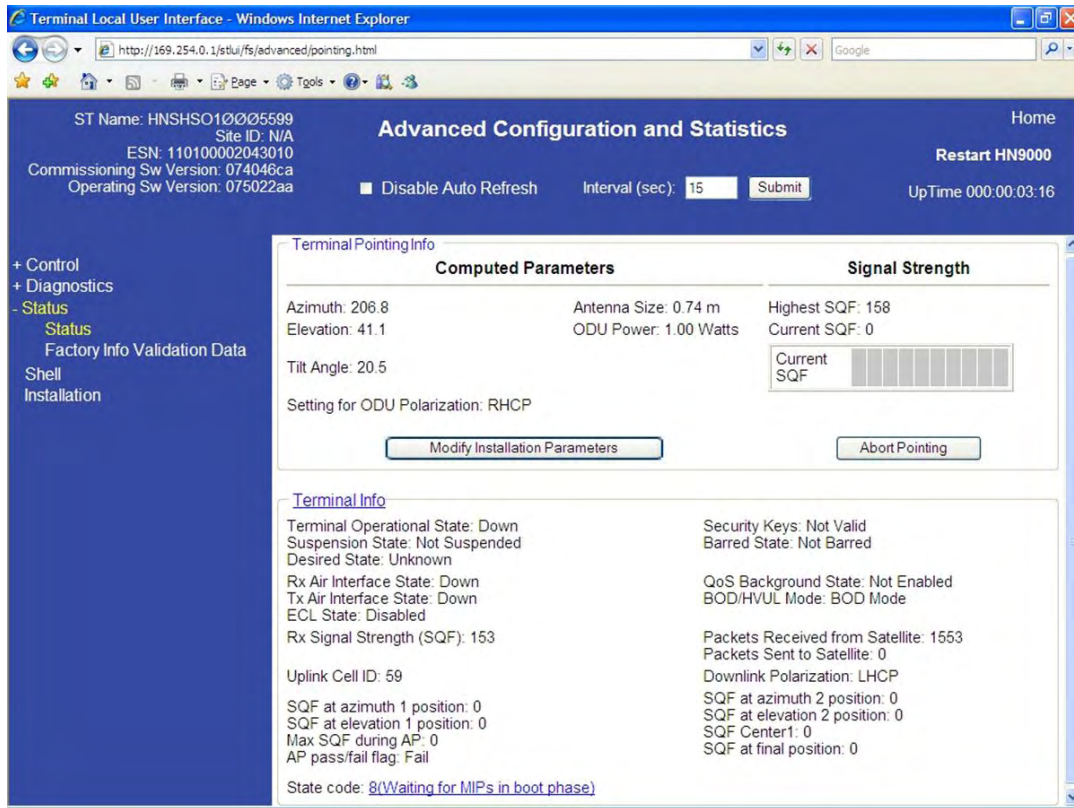 Terminal Local User Interface - Windows Internet Explorer
http://169.254.0.1/stlui/fs/advanced/pointing.html
Google
Page
Tools
ST Name: HNSHSO1ØØØ5599
Site ID: N/A
ESN: 110100002043010
Commissioning Sw Version: 074046ca
Operating Sw Version: 075022aa
Advanced Configuration and Statistics
Disable Auto Refresh Interval (sec): 15 Submit
Home
Restart HN9000
UpTime 000:00:03:16
+ Control
+ Diagnostics
- Status
Status
Factory Info Validation Data
Shell
Installation
Terminal Pointing Info
Computed Parameters
Signal Strength
Azimuth: 206.8
Antenna Size: 0.74 m
Highest SQF: 158
Elevation: 41.1
ODU Power: 1.00 Watts
Current SQF: 0
Tilt Angle: 20.5
Current
SQF
Setting for ODU Polarization: RHCP
Modify Installation Parameters
Abort Pointing
Terminal Info
Terminal Operational State: Down
Security Keys: Not Valid
Suspension State: Not Suspended
Barred State: Not Barred
Desired State: Unknown
Rx Air Interface State: Down
QoS Background State: Not Enabled
Tx Air Interface State: Down
BOD/HVUL Mode: BOD Mode
ECL State: Disabled
Rx Signal Strength (SQF): 153
Packets Received from Satellite: 1553
Packets Sent to Satellite: 0
Uplink Cell ID: 59
Downlink Polarization: LHCP
SQF at azimuth 1 position: 0
SQF at azimuth 2 position: 0
SQF at elevation 1 position: 0
SQF at elevation 2 position: 0
Max SQF during AP: 0
SQF Center1: 0
AP pass/fail flag: Fail
SQF at final position: 0
State code: 8(Waiting for MIPs in boot phase)